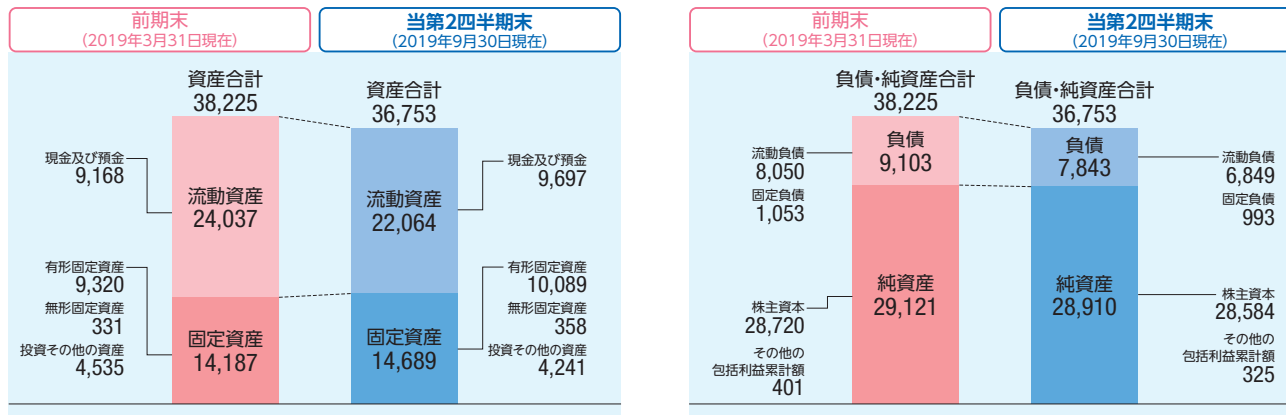 前期末
(2019年3月31日現在)
当第2四半期末
(2019年9月30日現在)
資産合計
38,225
資産合計
36,753
現金及び預金
9,168
流動資産
24,037
有形固定資産
9,320
無形固定資産
331
投資その他の資産
4,535
固定資産
14,187
流動資産
22,064
固定資産
14,689
現金及び預金
9,697
有形固定資産
10,089
無形固定資産
358
投資その他の資産
4,241
前期末
(2019年3月31日現在)
当第2四半期末
(2019年9月30日現在)
負債・純資産合計
38,225
負債・純資産合計
36,753
流動負債
8,050
固定負債
1,053
負債
9,103
株主資本
28,720
その他の
包括利益累計額
401
純資産
29,121
負債
7,843
純資産
28,910
流動負債
6,849
固定負債
993
株主資本
28,584
その他の
包括利益累計額
325